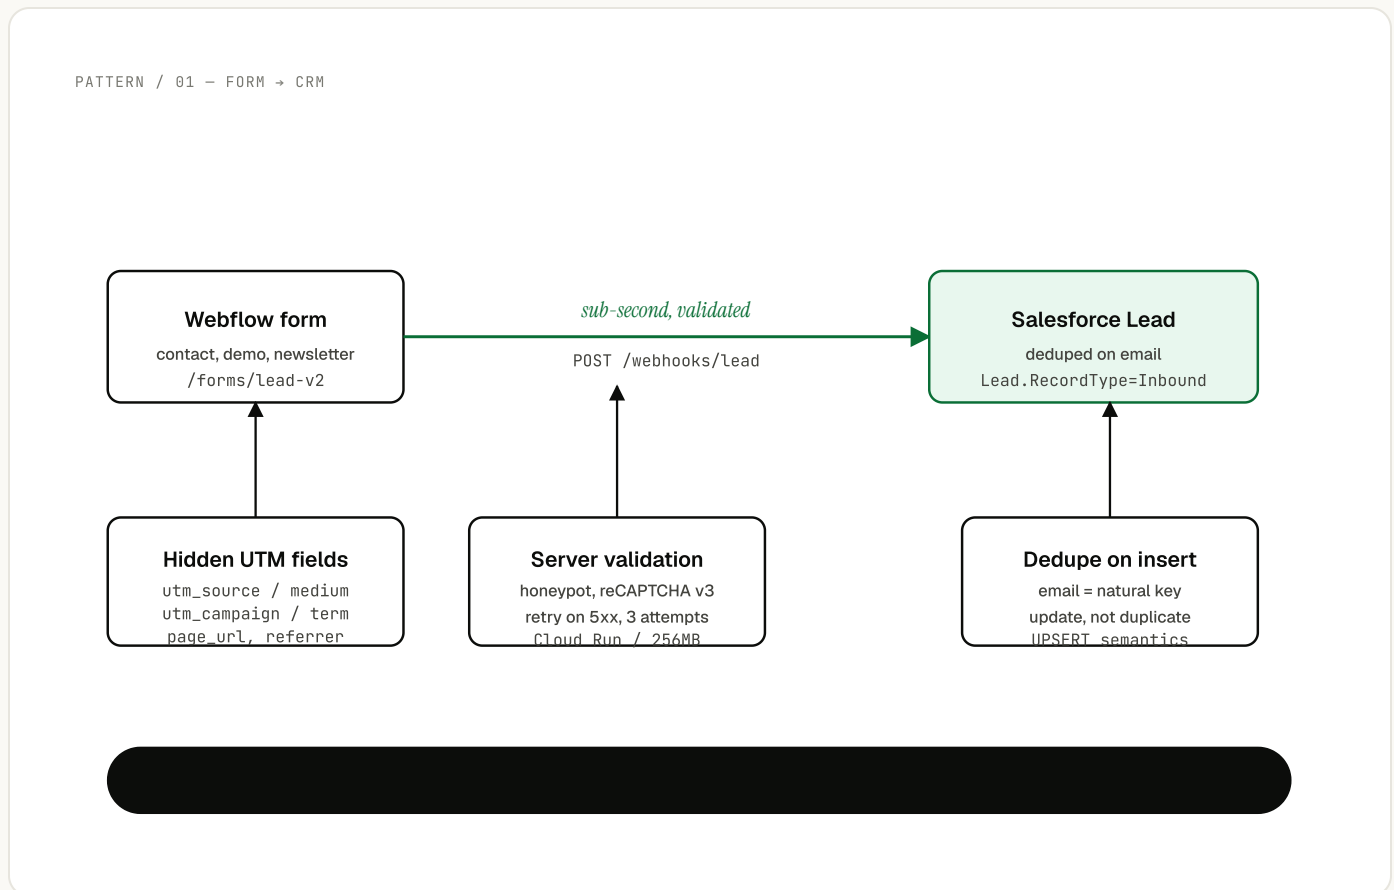 PATTERN / 01 — FORM → CRM
Webflow form
contact, demo, newsletter
/forms/lead-v2
sub-second, validated
POST /webhooks/lead
Salesforce Lead
deduped on email
Lead.RecordType=Inbound
Hidden UTM fields
utm_source / medium
utm_campaign / term
page_url, referrer
Server validation
honeypot, reCAPTCHA v3
retry on 5xx, 3 attempts
Cloud Run / 256MB
Dedupe on insert
email = natural key
update, not duplicate
UPSERT semantics